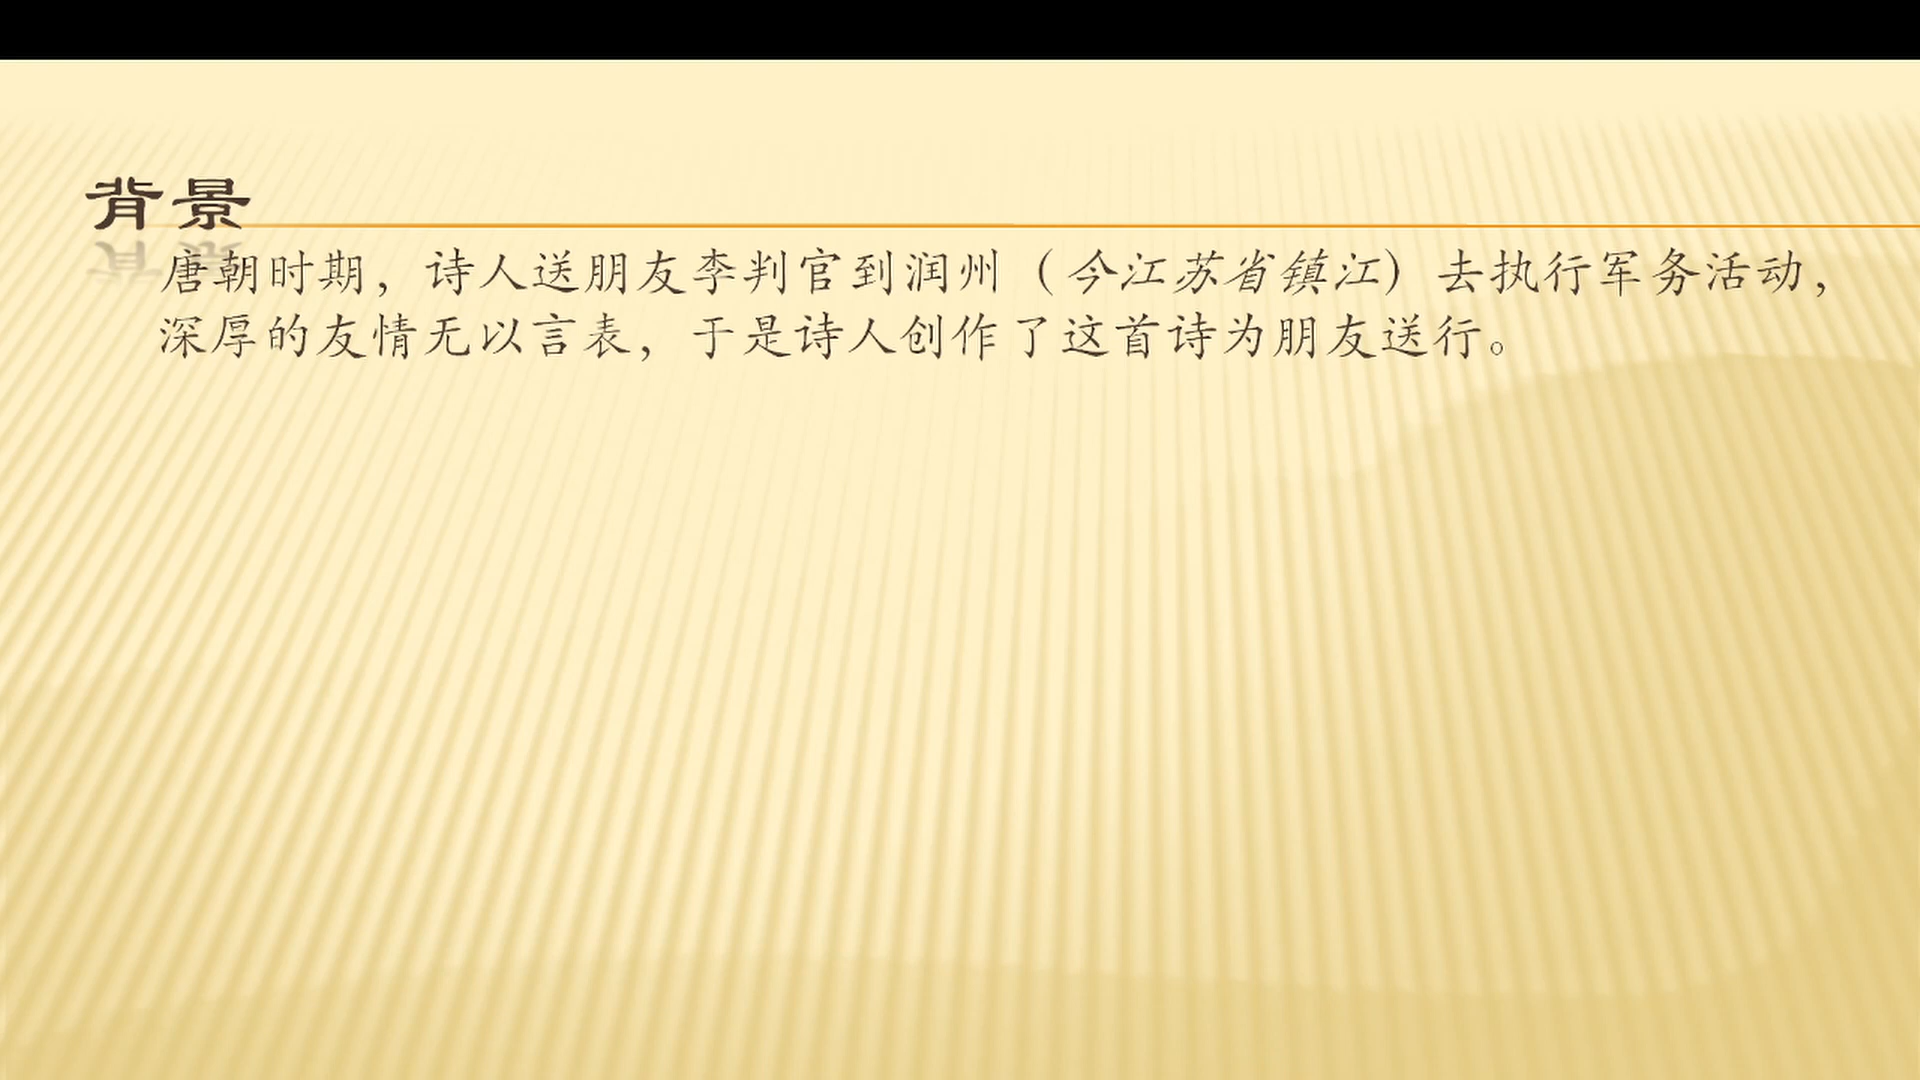 背景
唐朝时期，诗人送朋友李判官到润州（今江苏省镇江）去执行军务活动，
深厚的友情无以言表，于是诗人创作了这首诗为朋友送行。